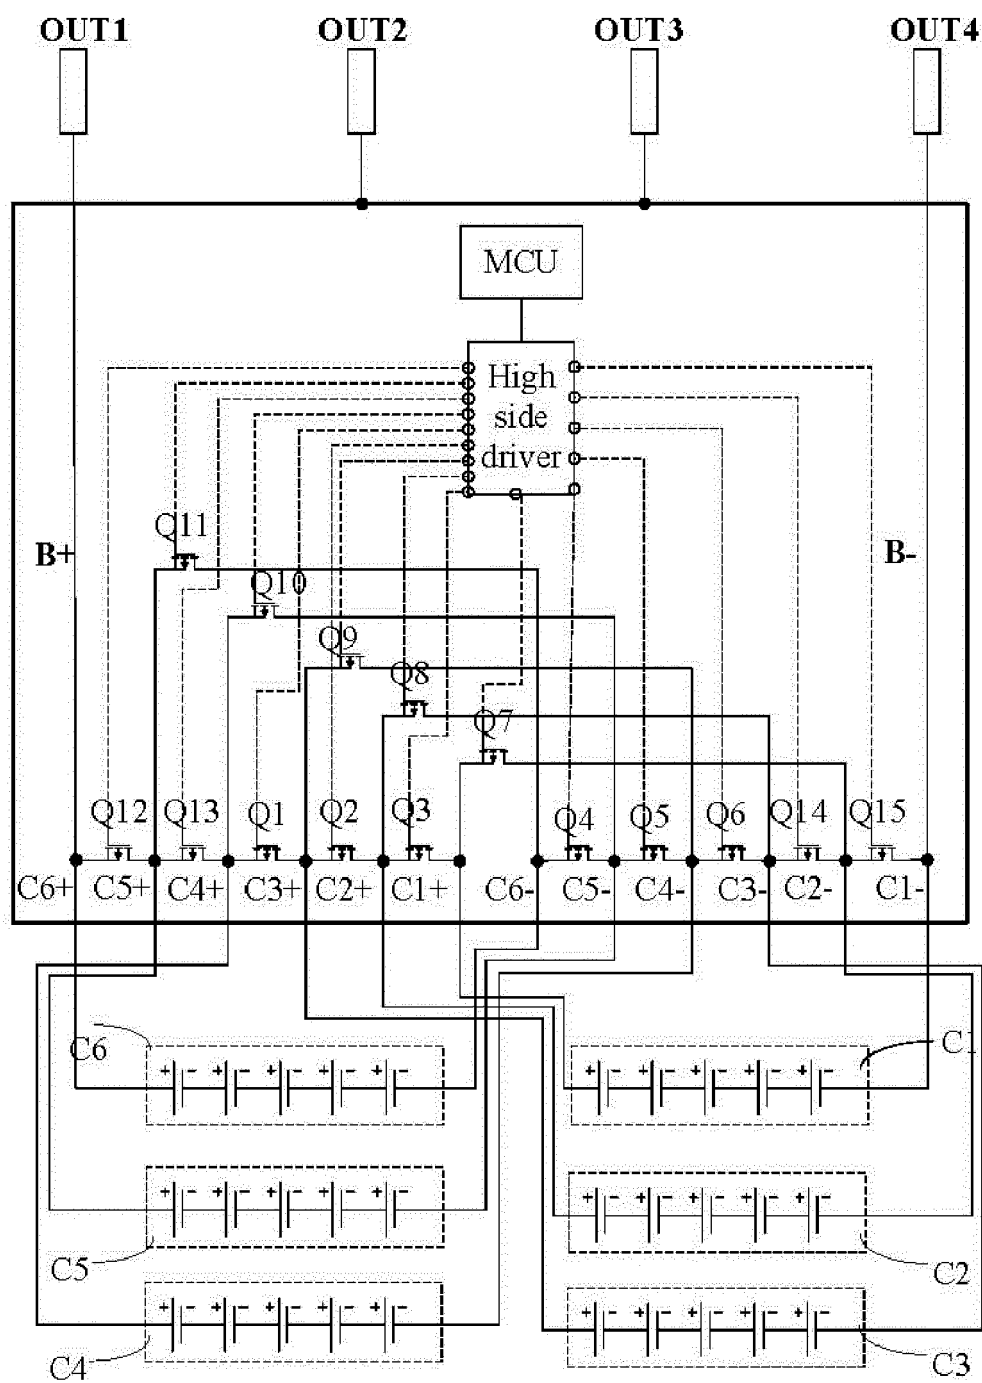 OUT1 OUT2 OUT3 OUT4
MCU
High
side
driver
B+ B-
Q11
Q10
Q9
Q8
Q7
Q12 Q13 Q1 Q2 Q3 Q4 Q5 Q6 Q14 Q15
C6+ C5+ C4+ C3+ C2+ C1+ C6- C5- C4- C3- C2- C1-
C6 C1
+ - + - + - + - + - + - + - + - + - + -
+ - + - + - + - + - + - + - + - + - + -
C5 C2
+ - + - + - + - + - + - + - + - + - + -
C4 C3